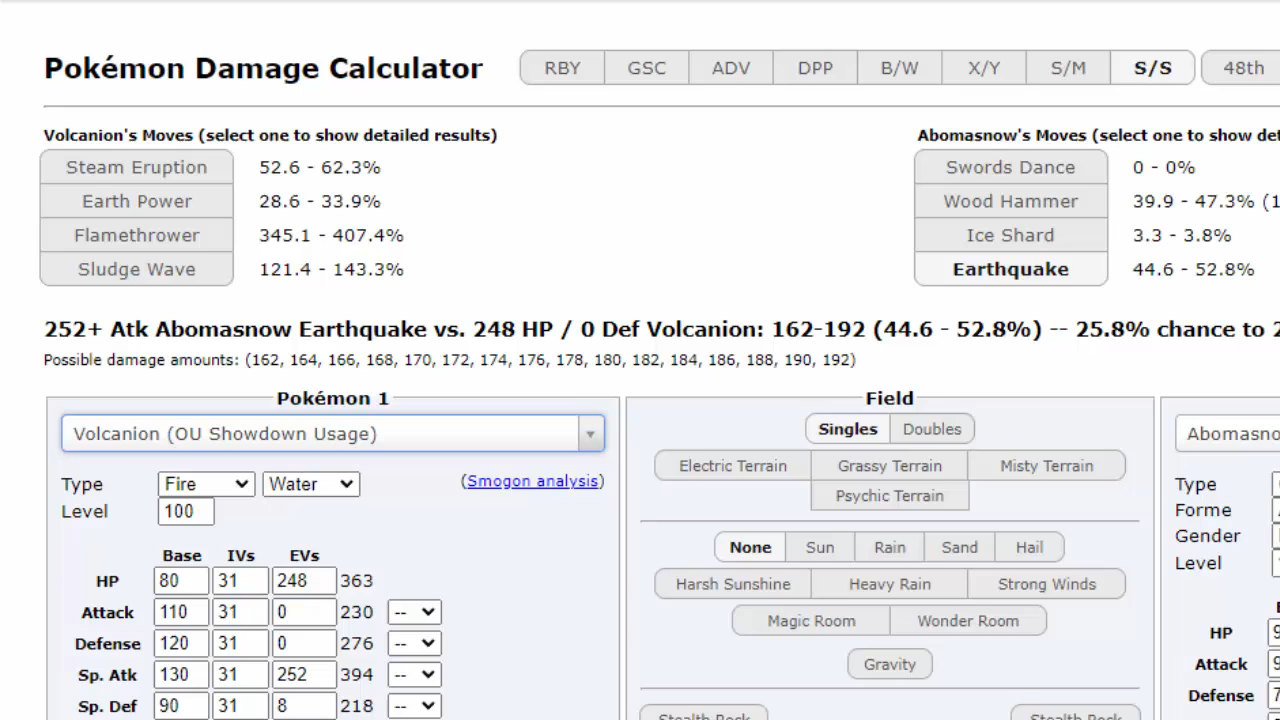 Pokémon Damage Calculator RBY GSC ADV DPP B/W X/Y S/M S/S 48th
Volcanion's Moves (select one to show detailed results) Abomasnow's Moves (select one to show det
Steam Eruption 52.6 - 62.3% Swords Dance 0 - 0%
Earth Power 28.6 - 33.9% Wood Hammer 39.9 - 47.3% (1
Flamethrower 345.1 - 407.4% Ice Shard 3.3 - 3.8%
Sludge Wave 121.4 - 143.3% Earthquake 44.6 - 52.8%
252+ Atk Abomasnow Earthquake vs. 248 HP / 0 Def Volcanion: 162-192 (44.6 - 52.8%) -- 25.8% chance to 2
Possible damage amounts: (162, 164, 166, 168, 170, 172, 174, 176, 178, 180, 182, 184, 186, 188, 190, 192)
Pokémon 1 Field
Volcanion (OU Showdown Usage) Singles Doubles Abomasno
Electric Terrain Grassy Terrain Misty Terrain
Type Fire Water (Smogon analysis) Psychic Terrain Type
Level 100 Forme
Gender
None Sun Rain Sand Hail
Base IVs EVs Level
HP 80 31 248 363 Harsh Sunshine Heavy Rain Strong Winds
Attack 110 31 0 230 -- Magic Room Wonder Room
HP 9
Defense 120 31 0 276 --
Gravity Attack 9
Sp. Atk 130 31 252 394 --
Defense 7
Sp. Def 90 31 8 218 --
Stealth Rock Stealth Rock